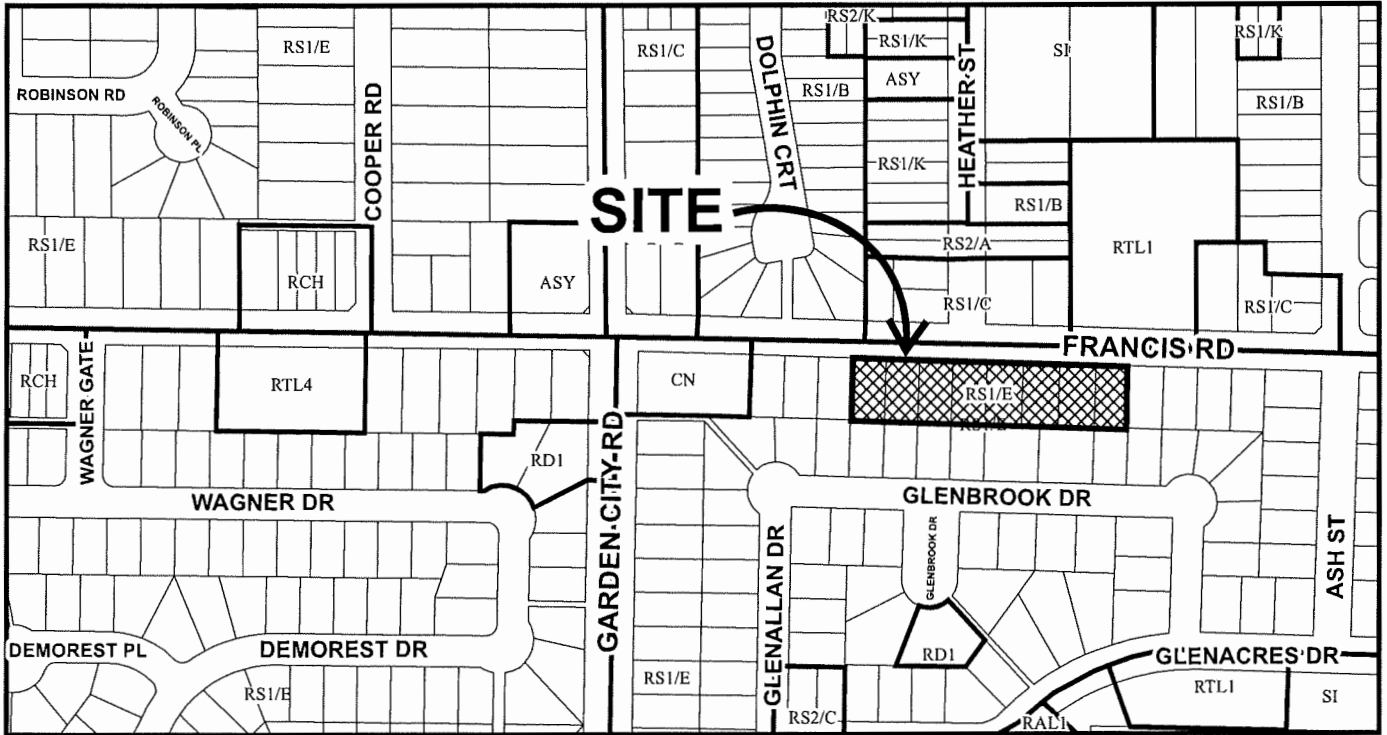 RS2/K
RS1/E
RS1/C
RS1/K
SI
RS1/K
ROBINSON RD
ROBINSON PL
COOPER RD
DOLPHIN CRT
RS1/B
ASY
HEATHER ST
RS1/B
RS1/K
SITE
RS1/B
RS1/E
RS2/A
RTL1
RCH
ASY
RS1/C
RS1/C
FRANCIS RD
WAGNER GATE
RCH
RTL4
CN
RS1/E
GARDEN CITY RD
RD1
WAGNER DR
GLENBROOK DR
GLENBROOK DR
GLENALLAN DR
ASH ST
DEMOREST PL
DEMOREST DR
RD1
GLENACRES DR
RS1/E
RS1/E
RS2/C
RTL1
SI
RAL1